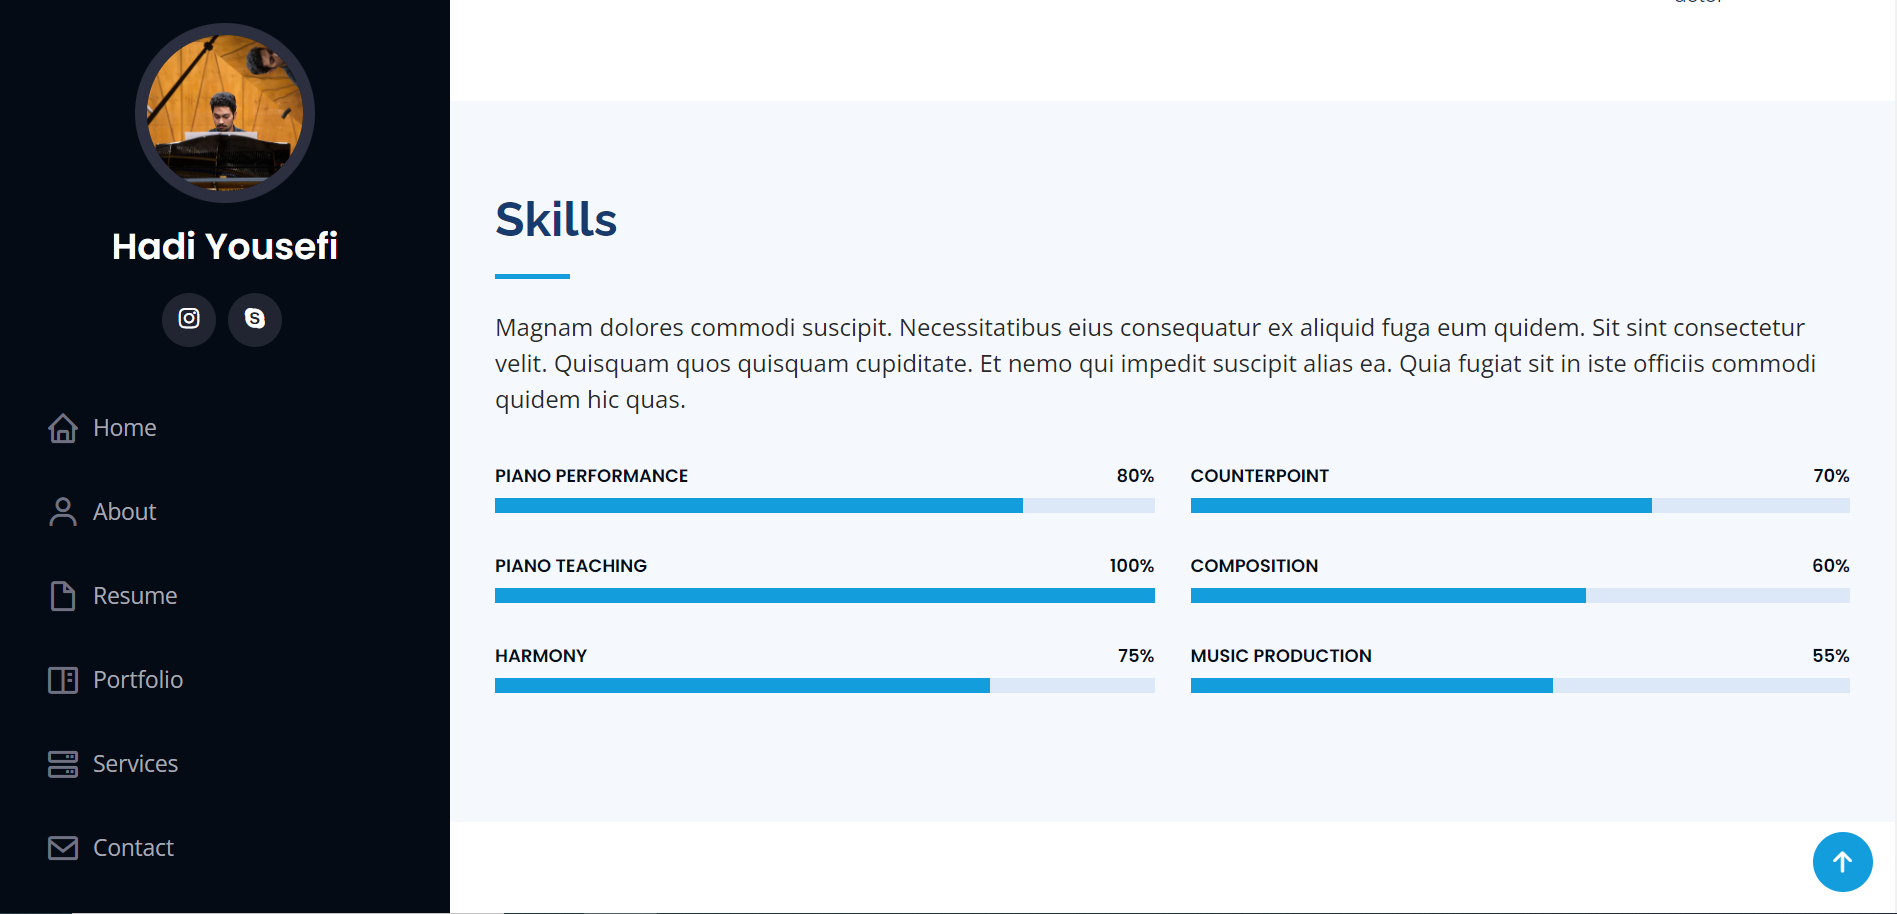 Hadi Yousefi
Home
About
Resume
Portfolio
Services
Contact
Skills
Magnam dolores commodi suscipit. Necessitatibus eius consequatur ex aliquid fuga eum quidem. Sit sint consectetur
velit. Quisquam quos quisquam cupiditate. Et nemo qui impedit suscipit alias ea. Quia fugiat sit in iste officiis commodi
quidem hic quas.
PIANO PERFORMANCE 80%
PIANO TEACHING 100%
HARMONY 75%
COUNTERPOINT 70%
COMPOSITION 60%
MUSIC PRODUCTION 55%